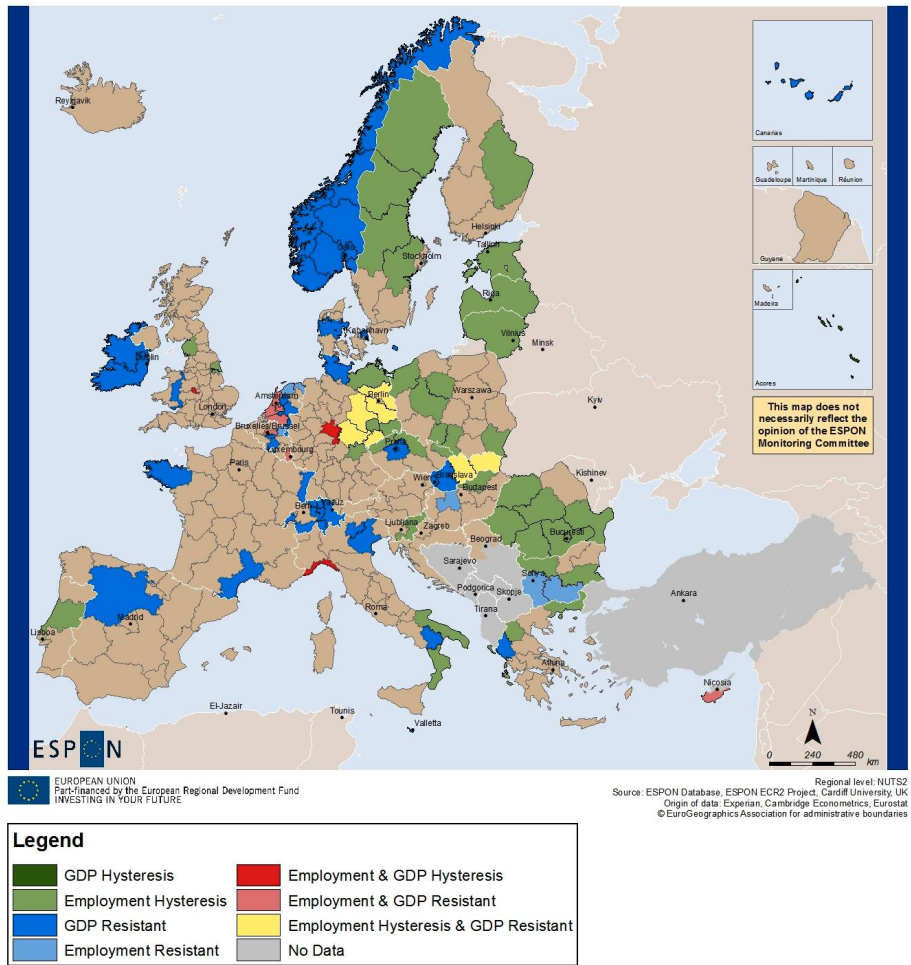 Reykjavik
Canarias
Guadeloupe Martinique Réunion
Guyane
Madeira
Acores
This map does not
necessarily reflect the
opinion of the ESPON
Monitoring Committee
Helsinki
Tallinn
Oslo
Stockholm
Riga
København
Vilnius
Minsk
Dublin
Amsterdam
Berlin
Warszawa
London
Bruxelles/Brussel
Kyiv
Luxembourg
Praha
Paris
Kishinev
Wien
Bratislava
Budapest
Bern
Vaduz
Ljubljana
Zagreb
Bucuresti
Beograd
Sarajevo
Sofiya
Podgorica
Skopje
Roma
Tirana
Ankara
Madrid
Lisboa
Athina
Nicosia
El-Jazair
Tounis
Valletta
N
0 240 480
km
ESPON
EUROPEAN UNION
Part-financed by the European Regional Development Fund
INVESTING IN YOUR FUTURE
Regional level: NUTS2
Source: ESPON Database, ESPON ECR2 Project, Cardiff University, UK
Origin of data: Experian, Cambridge Econometrics, Eurostat
© EuroGeographics Association for administrative boundaries
Legend
GDP Hysteresis
Employment Hysteresis
GDP Resistant
Employment Resistant
Employment & GDP Hysteresis
Employment & GDP Resistant
Employment Hysteresis & GDP Resistant
No Data